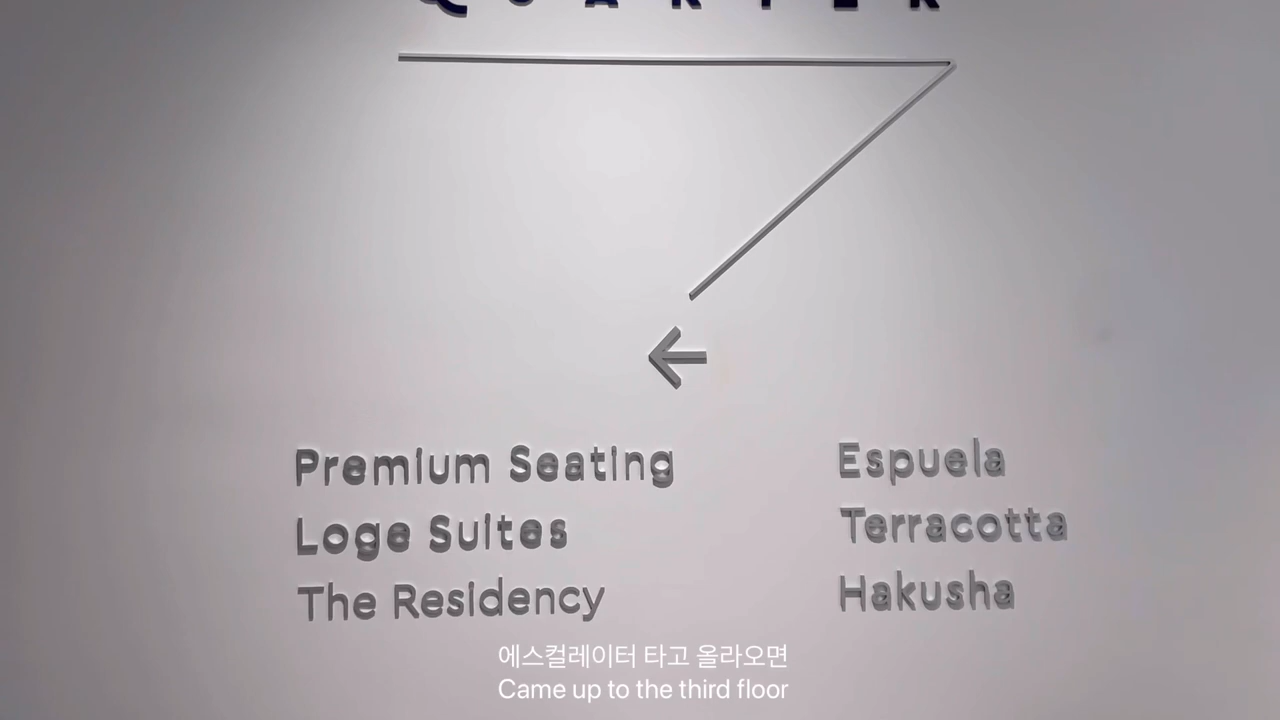 QUARTER
Premium Seating
Loge Suites
The Residency
Espuela
Terracotta
Hakusha
에스컬레이터 타고 올라오면
Came up to the third floor